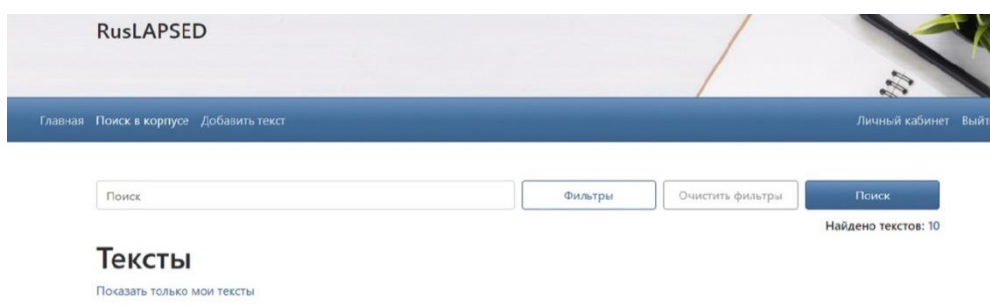 RusLAPSED
Главная Поиск в корпусе Добавить текст Личный кабинет Выйт
Поиск Фильтры Очистить фильтры Поиск
Найдено текстов: 10
Тексты
Показать только мои тексты